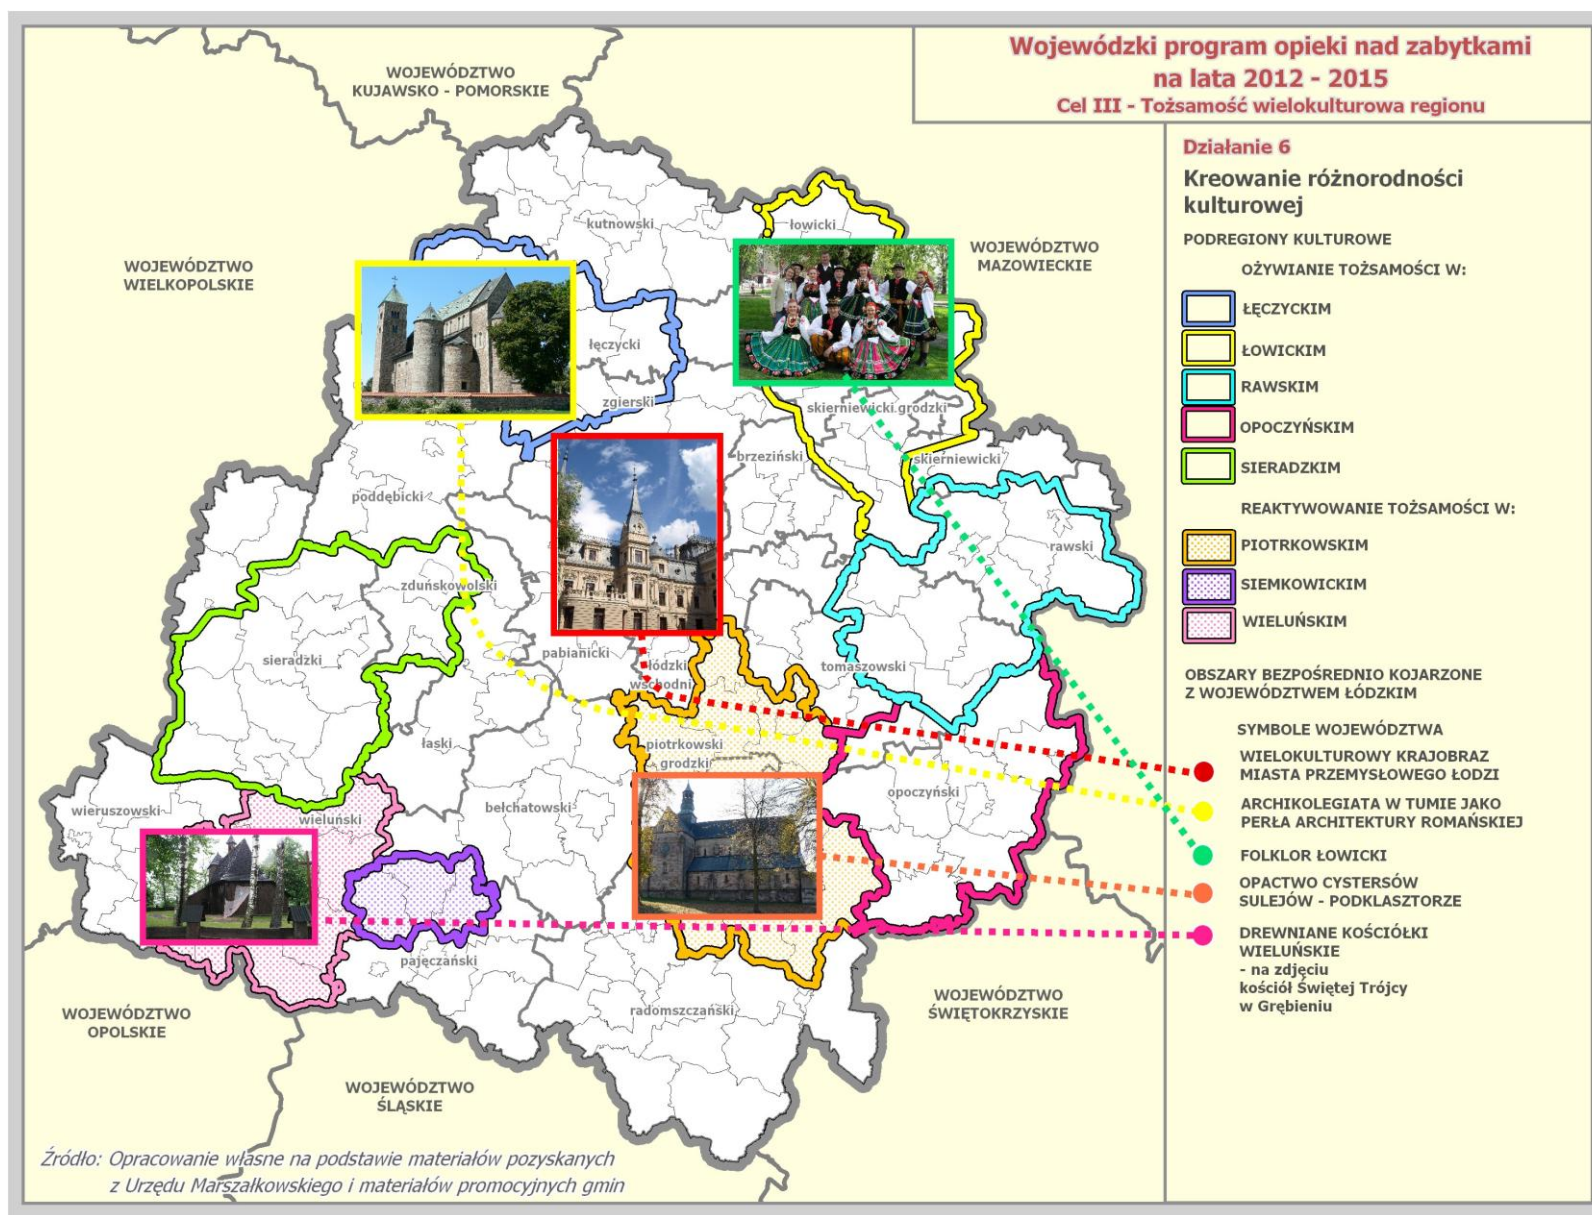 Wojewódzki program opieki nad zabytkami
na lata 2012 - 2015
Cel III - Tożsamość wielokulturowa regionu
Działanie 6
Kreowanie różnorodności
kulturowej
PODREGIONY KULTUROWE
OŻYWIANIE TOŻSAMOŚCI W:
ŁĘCZYCKIM
ŁOWICKIM
RAWSKIM
OPOCZYŃSKIM
SIERADZKIM
REAKTYWOWANIE TOŻSAMOŚCI W:
PIOTRKOWSKIM
SIEMKOWICKIM
WIELUŃSKIM
OBSZARY BEZPOŚREDNIO KOJARZONE
Z WOJEWÓDZTWEM ŁÓDZKIM
SYMBOLE WOJEWÓDZTWA
WIELOKULTUROWY KRAJOBRAZ
MIASTA PRZEMYSŁOWEGO ŁODZI
ARCHIKOLEGIATA W TUMIE JAKO
PERŁA ARCHITEKTURY ROMAŃSKIEJ
FOLKLOR ŁOWICKI
OPACTWO CYSTERSÓW
SULEJÓW - PODKLASZTORZE
DREWNIANE KOŚCIÓŁKI
WIELUŃSKIE
- na zdjęciu
kościół Świętej Trójcy
w Grębieniu
WOJEWÓDZTWO
KUJAWSKO - POMORSKIE
WOJEWÓDZTWO
WIELKOPOLSKIE
WOJEWÓDZTWO
MAZOWIECKIE
kutnowski
łowicki
łęczycki
zgierski
skierniewicki grodzki
skierniewicki
brzeziński
poddębicki
rawski
zduńskowolski
sieradżki
pabianicki
łódzki
wschodni
tomaszowski
łaski
piotrkowski
grodzki
bełchatowski
opoczyński
wieruszowski
wieluński
pajęczański
radomszczański
WOJEWÓDZTWO
OPOLSKIE
WOJEWÓDZTWO
ŚLĄSKIE
WOJEWÓDZTWO
ŚWIĘTOKRZYSKIE
Źródło: Opracowanie własne na podstawie materiałów pozyskanych
z Urzędu Marszałkowskiego i materiałów promocyjnych gmin